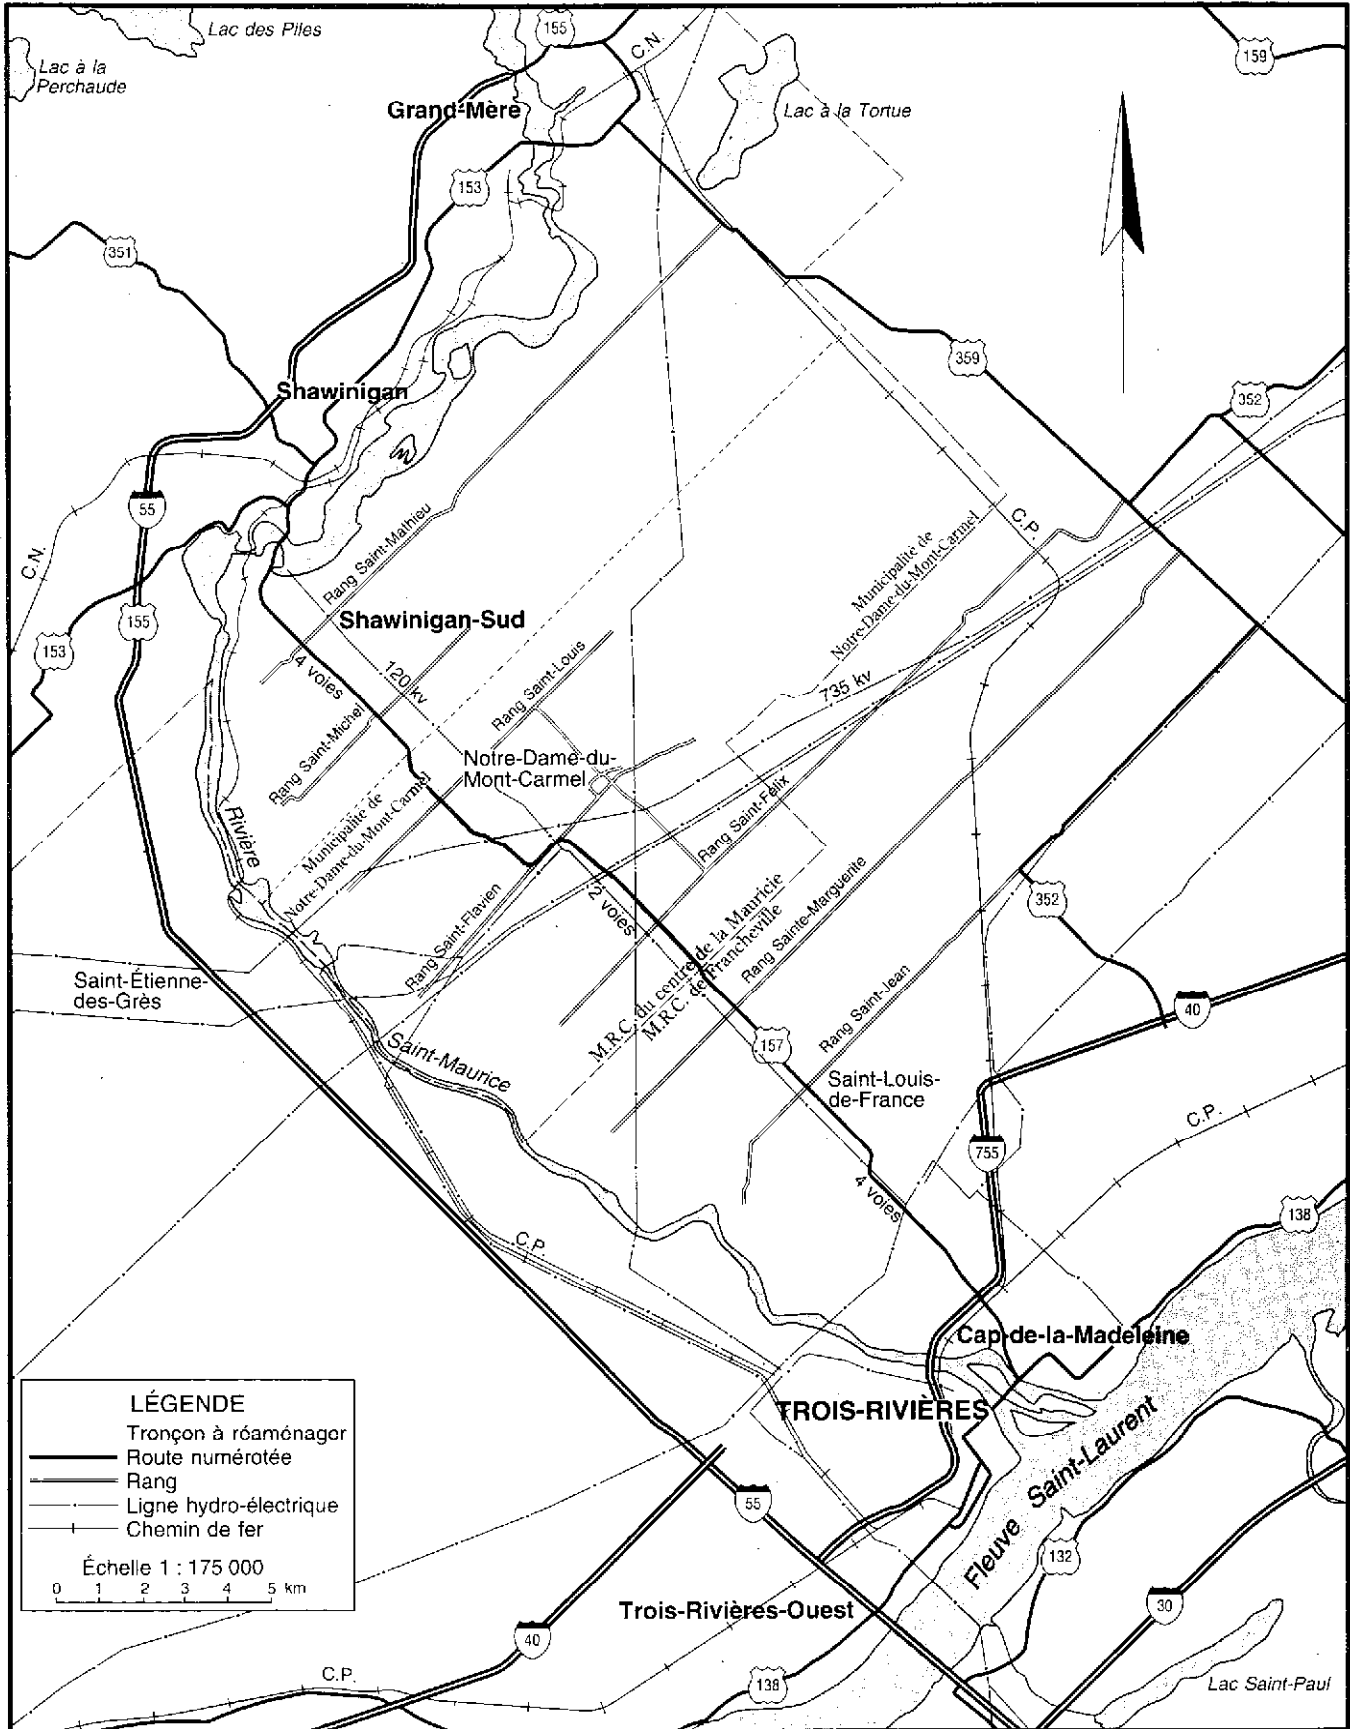 Lac des Piles
155
C.N.
159
Lac à la
Perchaude
Grand-Mère
Lac à la Tortue
153
351
359
Shawinigan
352
55
C.N.
Rang Saint-Mathieu
C.P.
Municipalité de
Notre-Dame-du-Mont-Carmel
155
153
Shawinigan-Sud
4 voies
120 kv
Rang Saint-Louis
735 kv
Rang Saint-Michel
Notre-Dame-du-
Mont-Carmel
Municipalité de
Notre-Dame-du-Mont-Carmel
Rivière
Rang Saint-Félix
Rang Sainte-Marguerite
2 voies
352
Rang Saint-Flavien
M.R.C. du centre de la Mauricie
M.R.C. de Francheville
Saint-Étienne-
des-Grès
Rang Saint-Jean
40
Saint-Maurice
157
Saint-Louis-
de-France
C.P.
755
4 voies
138
C.P.
Cap-de-la-Madeleine
TROIS-RIVIÈRES
Fleuve Saint-Laurent
LÉGENDE
Tronçon à réaménager
Route numérotée
Rang
Ligne hydro-électrique
Chemin de fer
Échelle 1 : 175 000
0 1 2 3 4 5 km
55
132
30
Trois-Rivières-Ouest
40
C.P.
138
Lac Saint-Paul